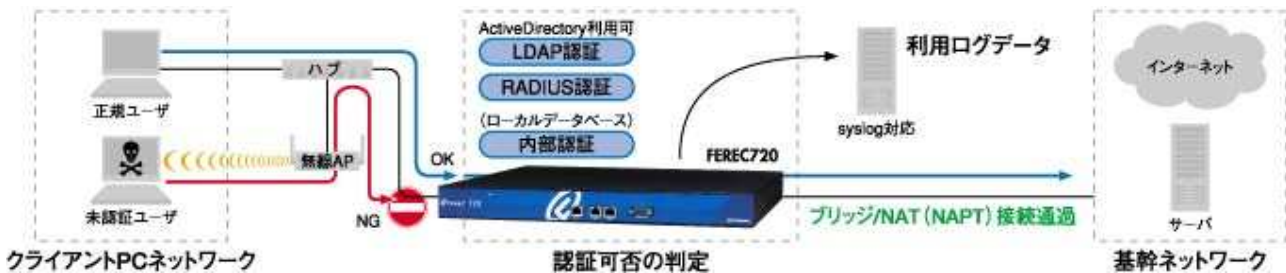 ActiveDirectory利用可
LDAP認証
RADIUS認証
(ローカルデータベース)
内部認証
ハブ
正規ユーザ
無線AP
未認証ユーザ
OK
NG
FEREC720
利用ログデータ
syslog対応
インターネット
サーバ
ブリッジ/NAT(NAPT)接続通過
クライアントPCネットワーク
認証可否の判定
基幹ネットワーク